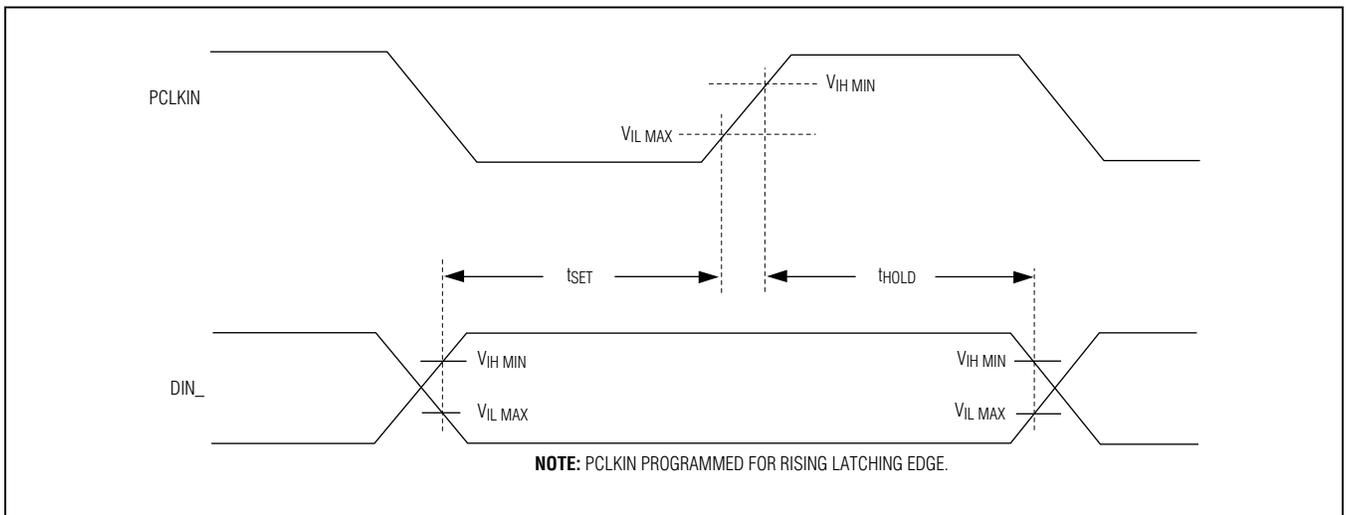 PCLKIN
VIH MIN
VIL MAX
tSET
tHOLD
VIH MIN
VIH MIN
DIN_
VIL MAX
VIL MAX
NOTE: PCLKIN PROGRAMMED FOR RISING LATCHING EDGE.